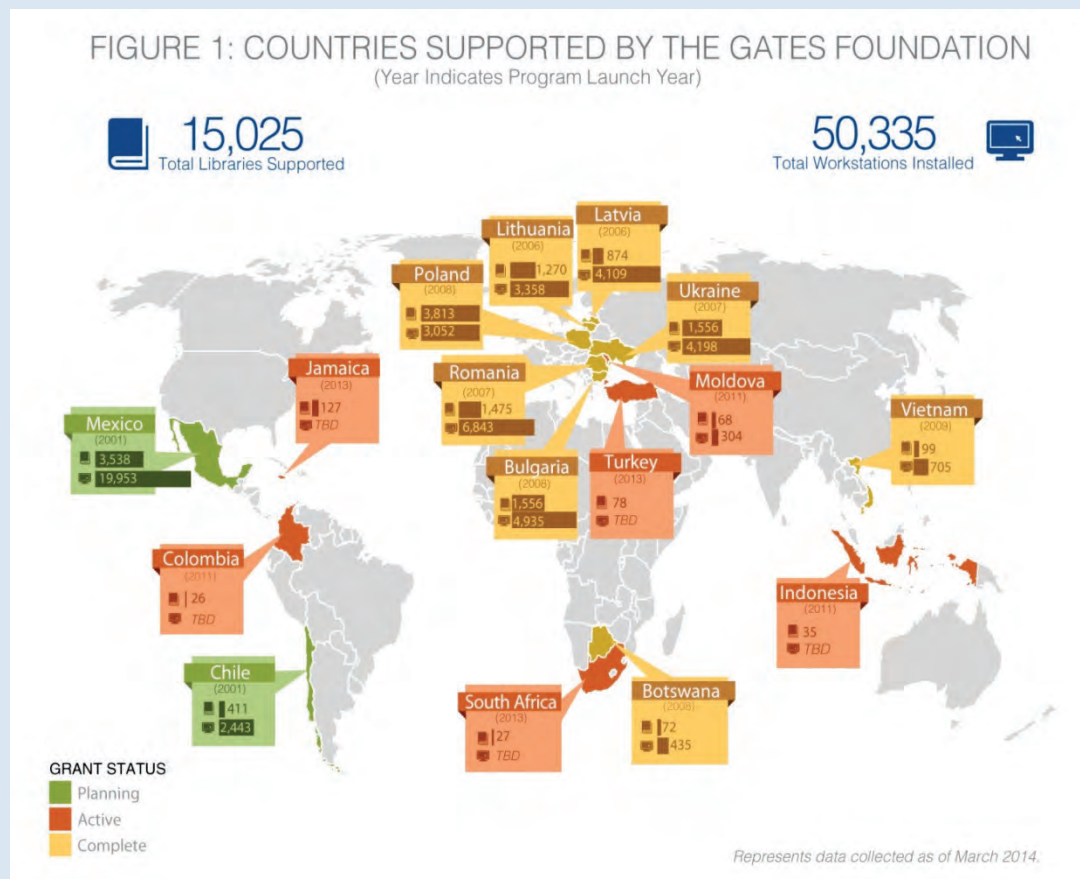 FIGURE 1: COUNTRIES SUPPORTED BY THE GATES FOUNDATION
(Year Indicates Program Launch Year)
15,025
Total Libraries Supported
50,335
Total Workstations Installed
Latvia
(2006)
874
4,109
Lithuania
(2006)
1,270
3,358
Poland
(2008)
3,813
3,052
Ukraine
(2007)
1,556
4,198
Jamaica
(2013)
127
TBD
Romania
(2007)
1,475
6,843
Moldova
(2011)
68
304
Mexico
(2001)
3,538
19,953
Vietnam
(2009)
99
705
Bulgaria
(2008)
1,556
4,935
Turkey
(2013)
78
TBD
Colombia
(2011)
26
TBD
Indonesia
(2011)
35
TBD
Chile
(2001)
411
2,443
South Africa
(2013)
27
TBD
Botswana
(2008)
72
435
GRANT STATUS
Planning
Active
Complete
Represents data collected as of March 2014.